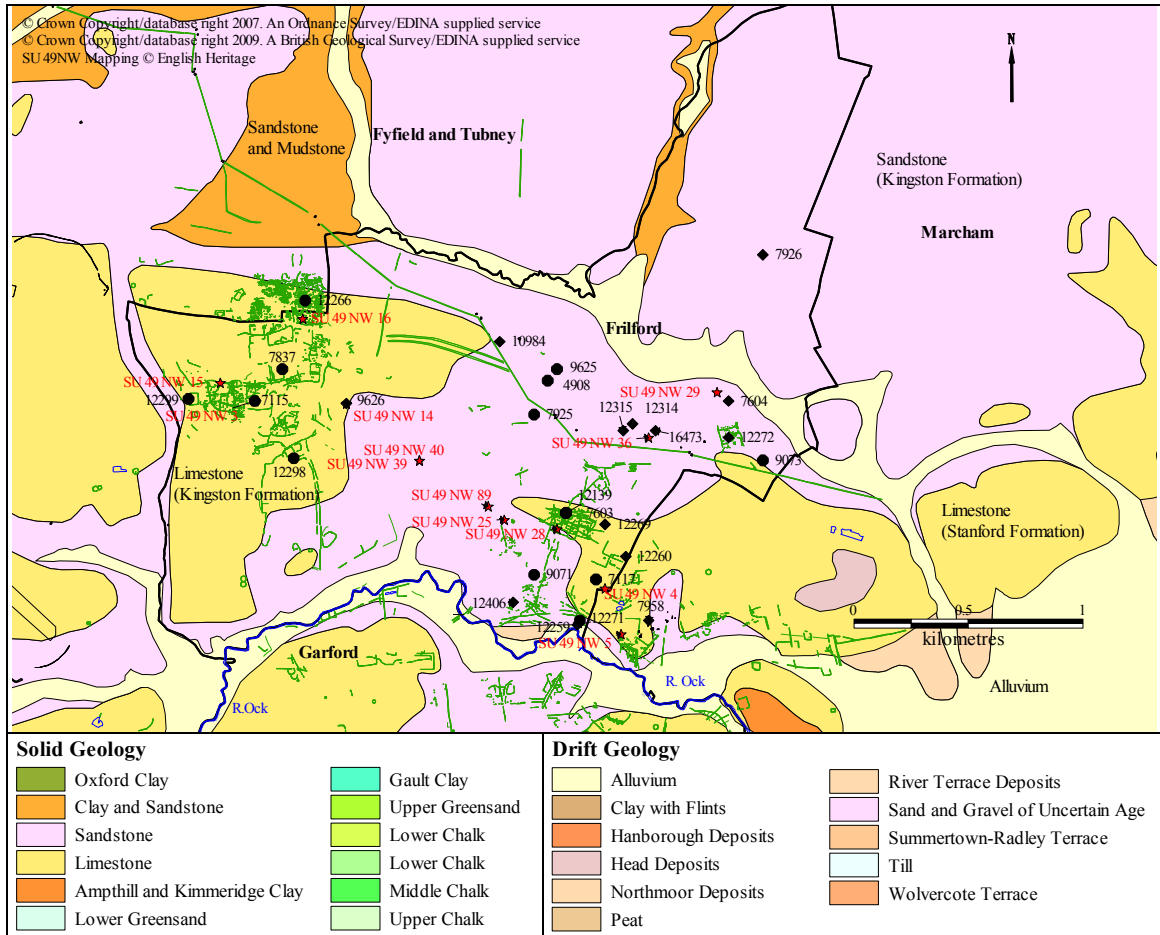 © Crown Copyright/database right 2007. An Ordnance Survey/EDINA supplied service
© Crown Copyright/database right 2009. A British Geological Survey/EDINA supplied service
SU 49NW Mapping © English Heritage
N
Sandstone
and Mudstone
Fyfield and Tubney
Sandstone
(Kingston Formation)
Marcham
7926
12266
SU 49 NW 16
Frilford
10984
7837
9625
4908
SU 49 NW 15
SU 49 NW 29
12299
7115
9626
7604
SU 49 NW 3
SU 49 NW 14
7925
12315
12314
SU 49 NW 36
16473
12272
SU 49 NW 40
SU 49 NW 39
9073
12298
Limestone
(Kingston Formation)
SU 49 NW 89
12139
7603
SU 49 NW 25
SU 49 NW 28
12269
Limestone
(Stanford Formation)
12260
9071
7117
SU 49 NW 4
12406
7958
12271
12259
SU 49 NW 5
0
0.5
1
kilometres
Garford
R.Ock
R. Ock
Alluvium
Solid Geology
Oxford Clay
Clay and Sandstone
Sandstone
Limestone
Ampthill and Kimmeridge Clay
Lower Greensand
Gault Clay
Upper Greensand
Lower Chalk
Lower Chalk
Middle Chalk
Upper Chalk
Drift Geology
Alluvium
Clay with Flints
Hanborough Deposits
Head Deposits
Northmoor Deposits
Peat
River Terrace Deposits
Sand and Gravel of Uncertain Age
Summertown-Radley Terrace
Till
Wolvercote Terrace